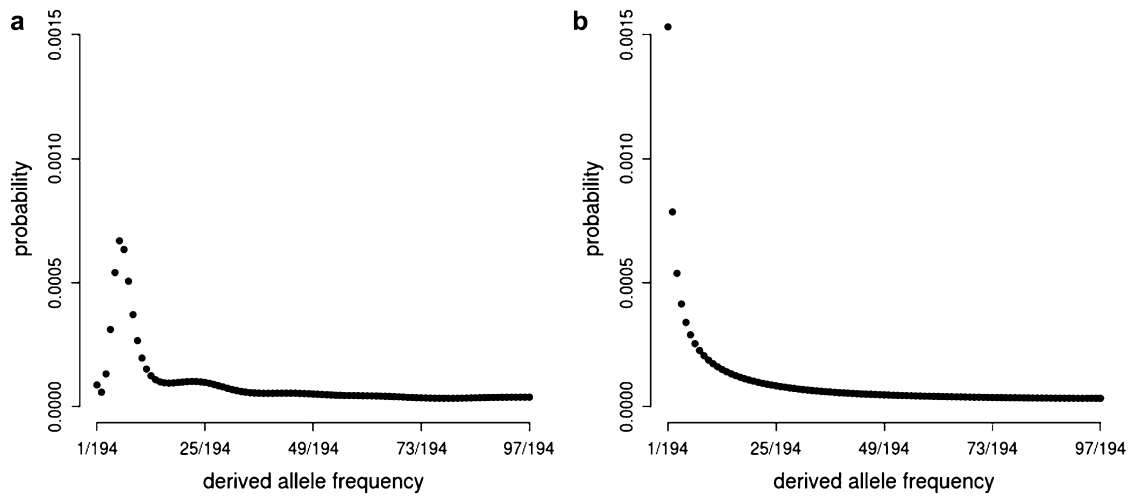 a
probability
0.0015
0.0010
0.0005
0.0000
1/194 25/194 49/194 73/194 97/194
derived allele frequency
b
probability
0.0015
0.0010
0.0005
0.0000
1/194 25/194 49/194 73/194 97/194
derived allele frequency